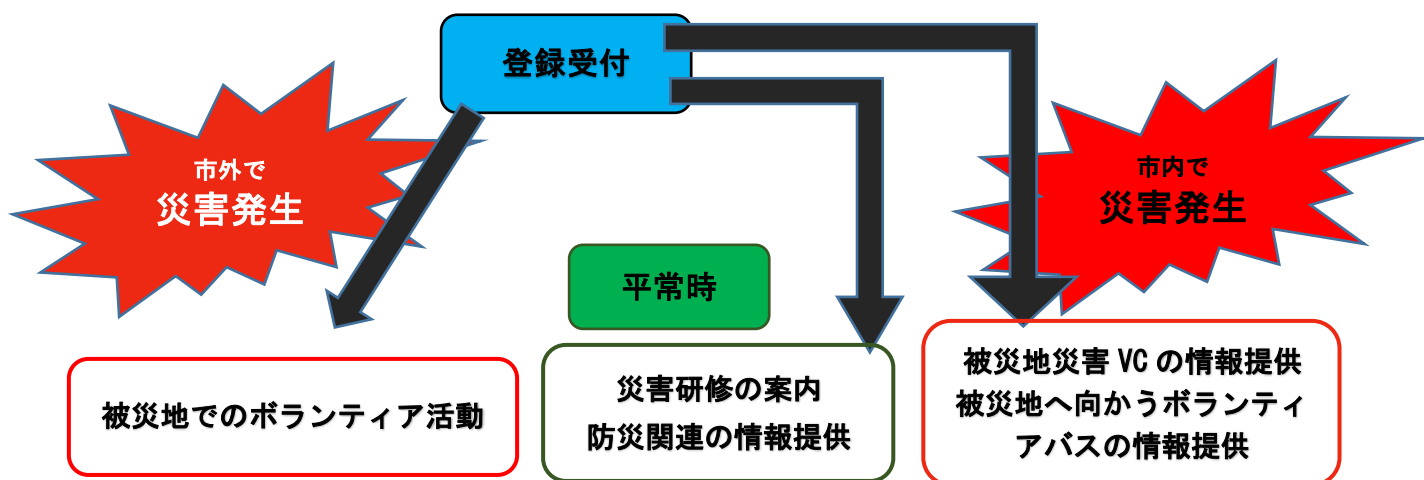 登録受付
市外で
災害発生
市内で
災害発生
平常時
被災地でのボランティア活動
災害研修の案内
防災関連の情報提供
被災地災害 VC の情報提供
被災地へ向かうボランティ
アバスの情報提供